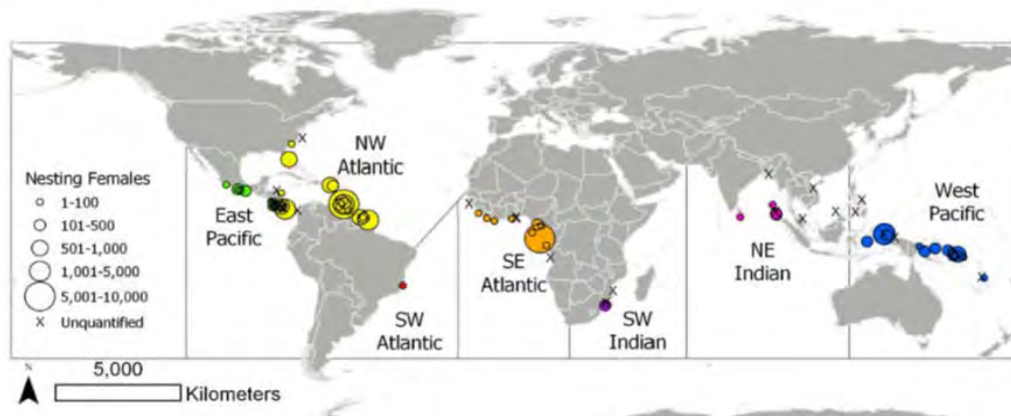 Nesting Females
1-100
101-500
501-1,000
1,001-5,000
5,001-10,000
X Unquantified
NW
Atlantic
East
Pacific
SW
Atlantic
SE
Atlantic
SW
Indian
NE
Indian
West
Pacific
N
5,000
Kilometers